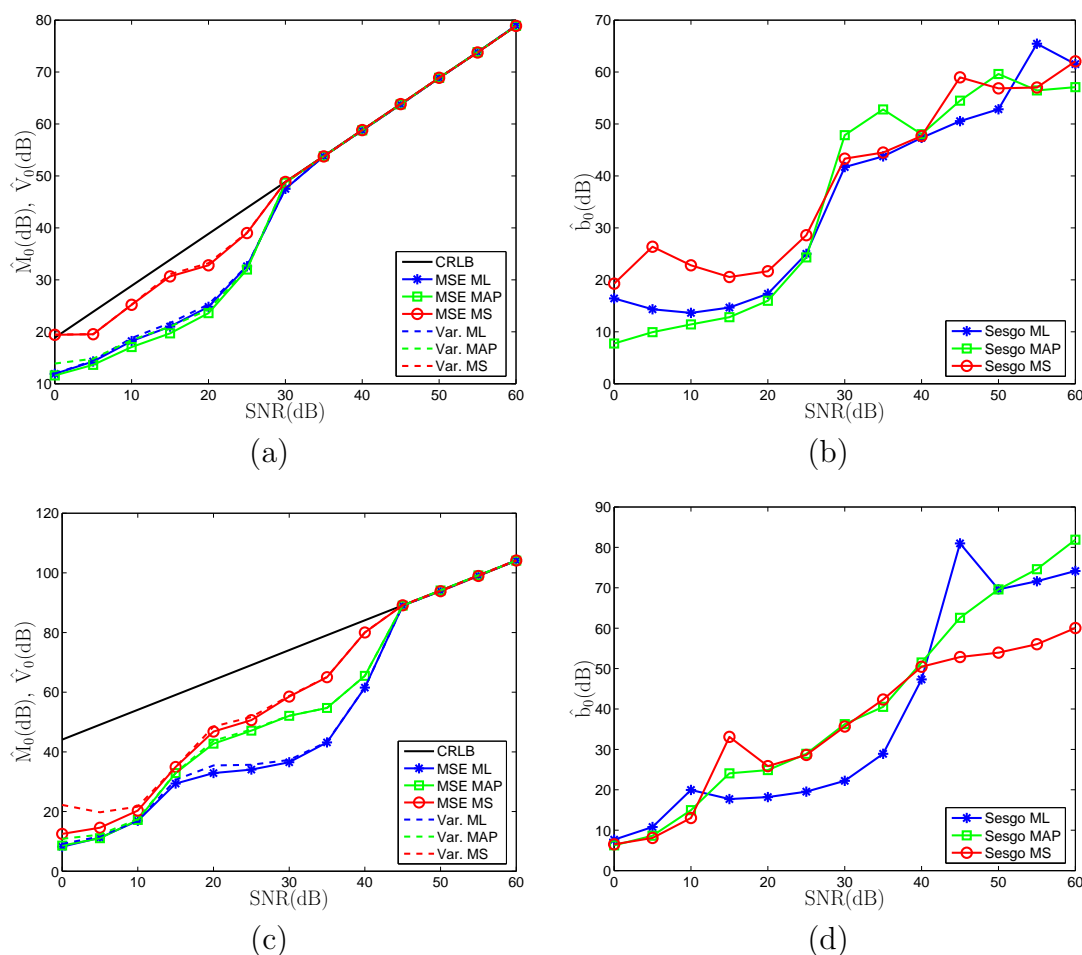 80
70
60
50
40
30
20
10
0
10
20
30
40
50
60
M̂₀(dB), V̂₀(dB)
SNR(dB)
CRLB
MSE ML
MSE MAP
MSE MS
Var. ML
Var. MAP
Var. MS
(a)
70
60
50
40
30
20
10
0
0
10
20
30
40
50
60
b̂₀(dB)
SNR(dB)
Sesgo ML
Sesgo MAP
Sesgo MS
(b)
120
100
80
60
40
20
0
0
10
20
30
40
50
60
M̂₀(dB), V̂₀(dB)
SNR(dB)
CRLB
MSE ML
MSE MAP
MSE MS
Var. ML
Var. MAP
Var. MS
(c)
90
80
70
60
50
40
30
20
10
0
0
10
20
30
40
50
60
b̂₀(dB)
SNR(dB)
Sesgo ML
Sesgo MAP
Sesgo MS
(d)